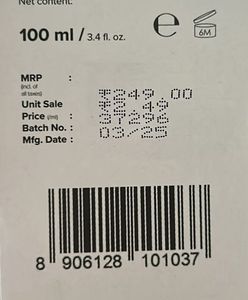 Net content:
100 ml / 3.4 fl. oz.
e
6M
MRP :
(incl. of
all taxes)
₹249.00
Unit Sale
Price (/ml) :
₹2.49
Batch No. :
37296
Mfg. Date :
03/25
8 906128 101037